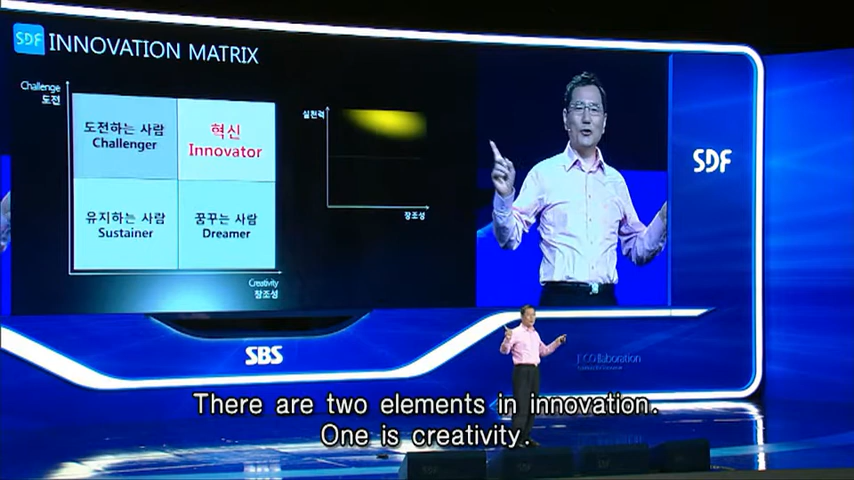 SDF INNOVATION MATRIX
Challenge
도전
도전하는 사람
Challenger
혁신
Innovator
유지하는 사람
Sustainer
꿈꾸는 사람
Dreamer
Creativity
창조성
실천력
창조성
SDF
SBS
There are two elements in innovation.
One is creativity.
SDF